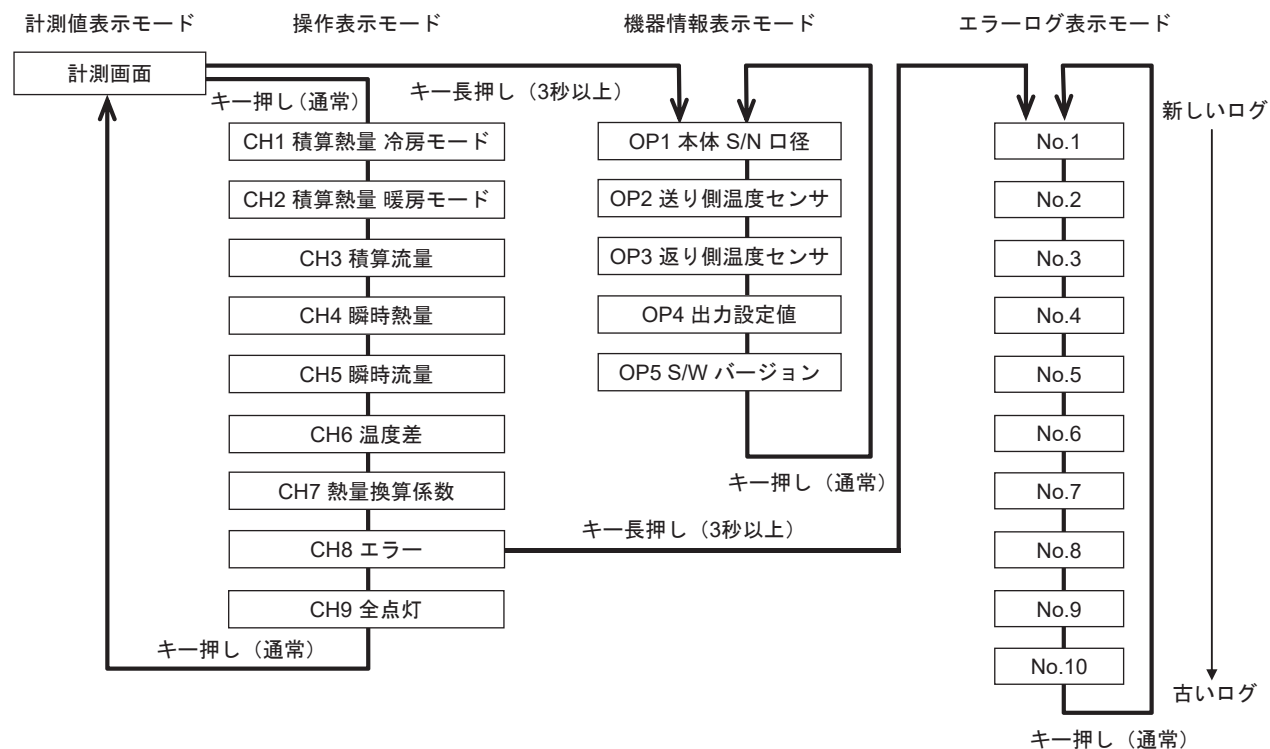 計測値表示モード
操作表示モード
機器情報表示モード
エラーログ表示モード
計測画面
キー押し（通常）
キー長押し（3秒以上）
CH1 積算熱量 冷房モード
CH2 積算熱量 暖房モード
CH3 積算流量
CH4 瞬時熱量
CH5 瞬時流量
CH6 温度差
CH7 熱量換算係数
CH8 エラー
CH9 全点灯
キー押し（通常）
OP1 本体 S/N 口径
OP2 送り側温度センサ
OP3 返り側温度センサ
OP4 出力設定値
OP5 S/W バージョン
キー押し（通常）
キー長押し（3秒以上）
No.1
No.2
No.3
No.4
No.5
No.6
No.7
No.8
No.9
No.10
新しいログ
古いログ
キー押し（通常）